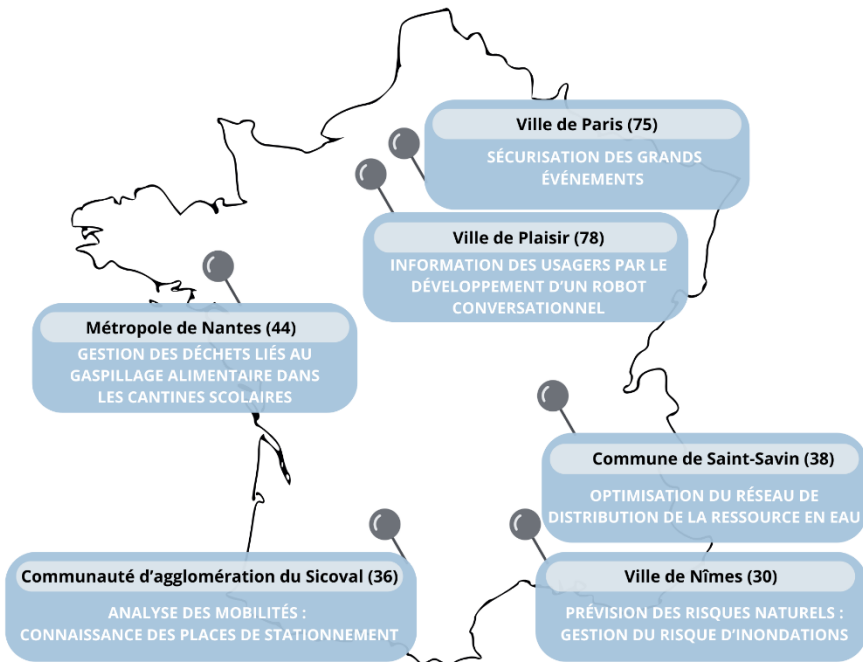 Ville de Paris (75)
SÉCURISATION DES GRANDS
ÉVÉNEMENTS
Ville de Plaisir (78)
INFORMATION DES USAGERS PAR LE
DÉVELOPPEMENT D’UN ROBOT
CONVERSATIONNEL
Métropole de Nantes (44)
GESTION DES DÉCHETS LIÉS AU
GASPILLAGE ALIMENTAIRE DANS
LES CANTINES SCOLAIRES
Commune de Saint-Savin (38)
OPTIMISATION DU RÉSEAU DE
DISTRIBUTION DE LA RESSOURCE EN EAU
Communauté d’agglomération du Sicoval (36)
ANALYSE DES MOBILITÉS :
CONNAISSANCE DES PLACES DE STATIONNEMENT
Ville de Nîmes (30)
PRÉVISION DES RISQUES NATURELS :
GESTION DU RISQUE D’INONDATIONS